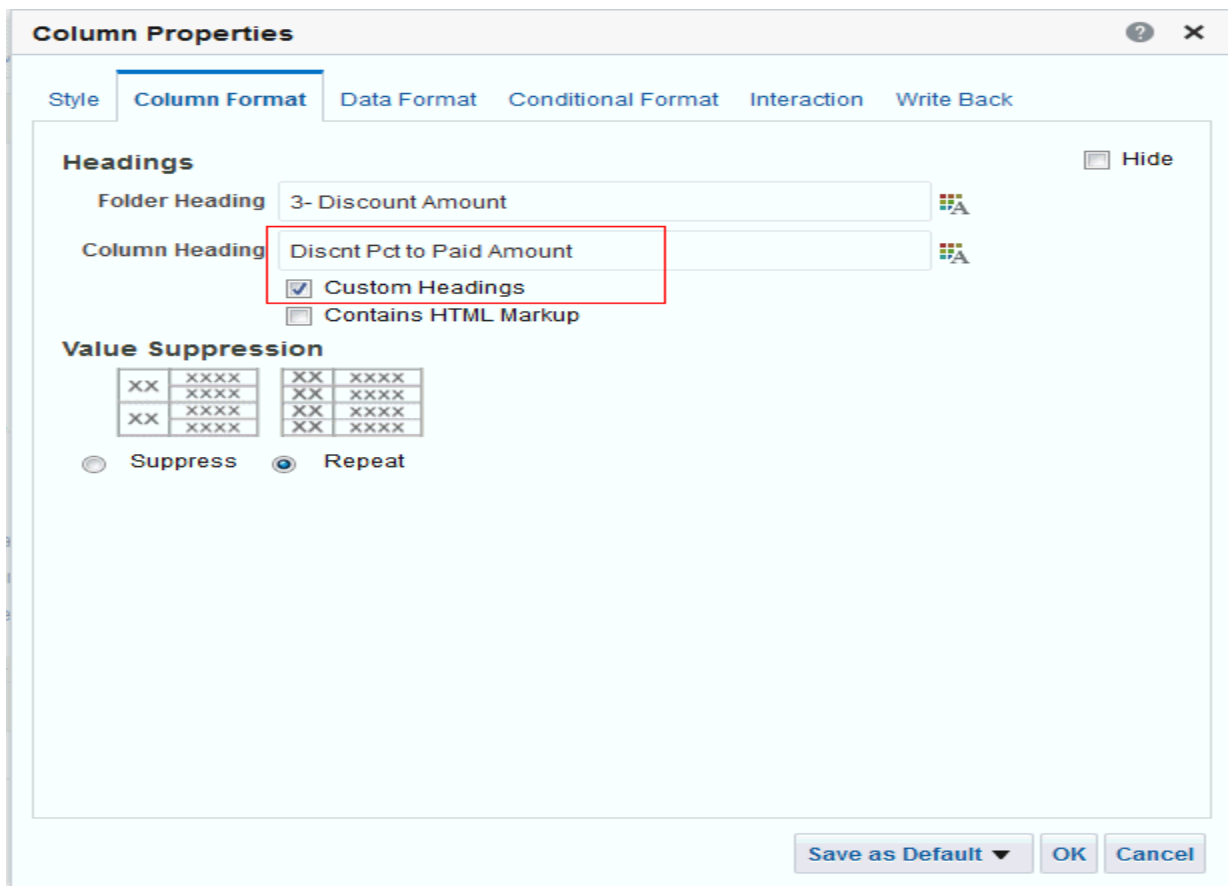 Column Properties
Style Column Format Data Format Conditional Format Interaction Write Back
Headings Hide
Folder Heading 3- Discount Amount
Column Heading Discnt Pct to Paid Amount
Custom Headings
Contains HTML Markup
Value Suppression
xx xxxx XX xxxx
xxxx XX xxxx
xx xxxx XX xxxx
xxxx XX xxxx
Suppress Repeat
Save as Default OK Cancel